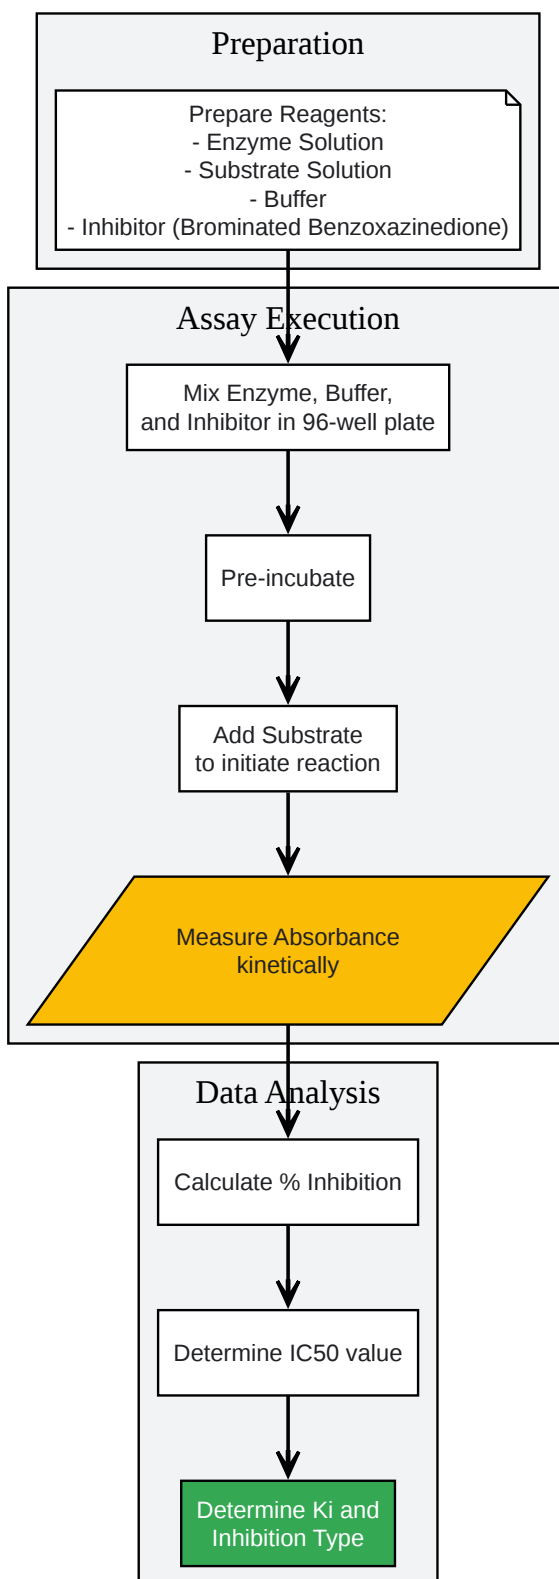 Preparation
Prepare Reagents:
- Enzyme Solution
- Substrate Solution
- Buffer
- Inhibitor (Brominated Benzoxazinedione)
Assay Execution
Mix Enzyme, Buffer,
and Inhibitor in 96-well plate
Pre-incubate
Add Substrate
to initiate reaction
Measure Absorbance
kinetically
Data Analysis
Calculate % Inhibition
Determine IC50 value
Determine Ki and
Inhibition Type